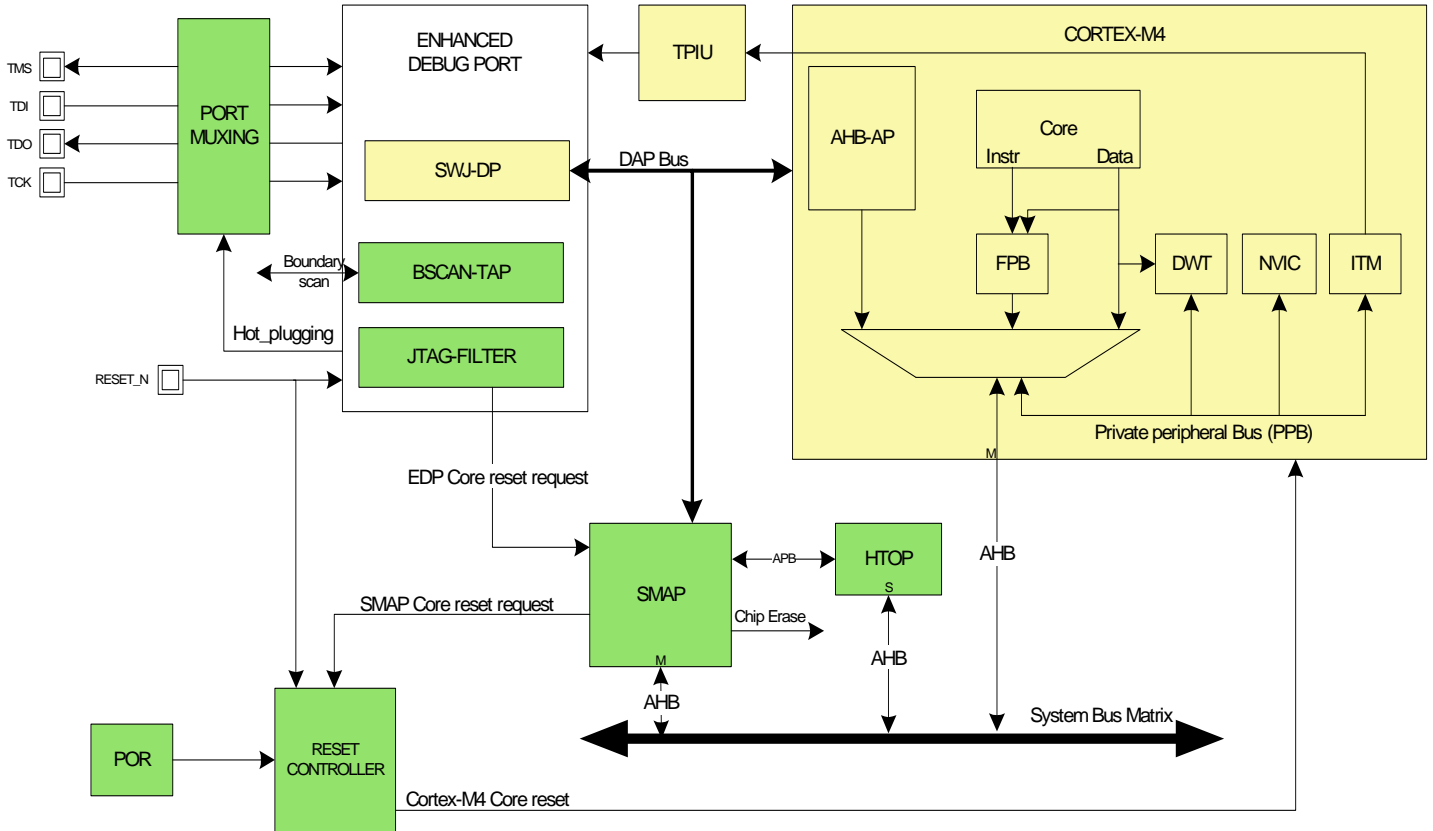 ENHANCED
DEBUG PORT
TPIU
CORTEX-M4
TMS
TDI
TDO
TCK
PORT
MUXING
AHB-AP
Core
Instr
Data
SWJ-DP
DAP Bus
Boundary
scan
BSCAN-TAP
FPB
DWT
NVIC
ITM
Hot_plugging
JTAG-FILTER
RESET_N
Private peripheral Bus (PPB)
M
EDP Core reset request
SMAP
APB
HTOP
S
AHB
SMAP Core reset request
Chip Erase
M
AHB
AHB
System Bus Matrix
POR
RESET
CONTROLLER
Cortex-M4 Core reset